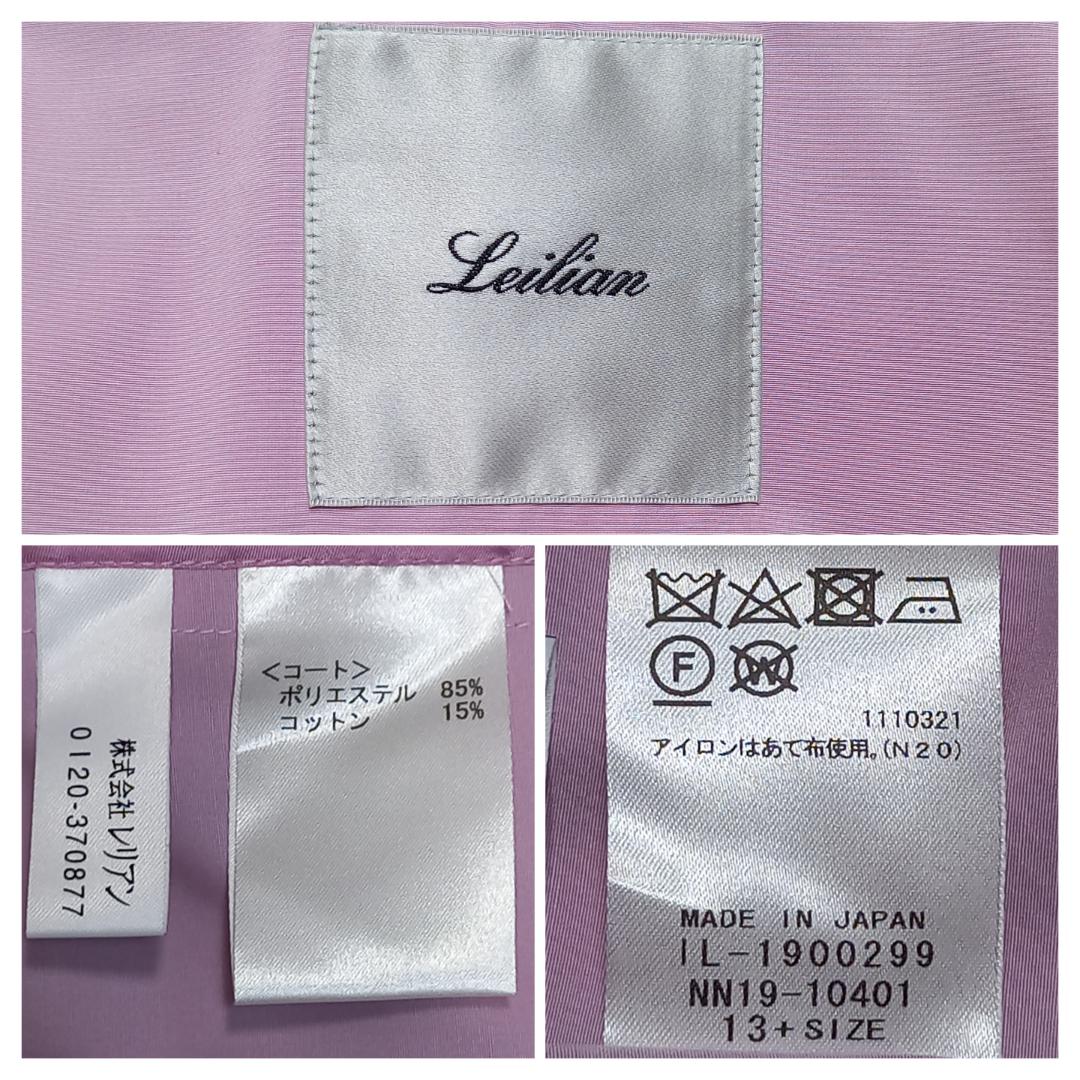 Leilian
株式会社レリアン
0120-370877
<コート>
ポリエステル 85%
コットン 15%
F
W
1110321
アイロンはあて布使用。(N20)
MADE IN JAPAN
IL-1900299
NN19-10401
13+SIZE